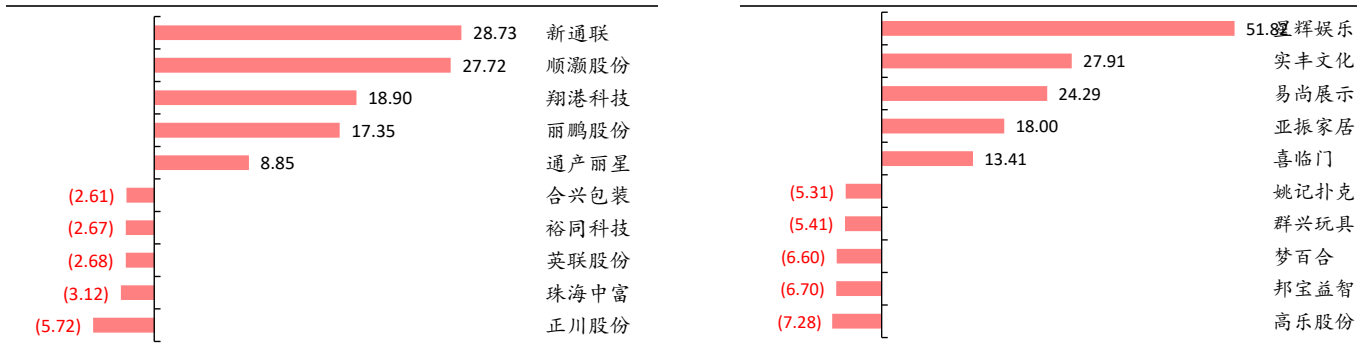 28.73 新通联
27.72 顺灏股份
18.90 翔港科技
17.35 丽鹏股份
8.85 通产丽星
(2.61) 合兴包装
(2.67) 裕同科技
(2.68) 英联股份
(3.12) 珠海中富
(5.72) 正川股份
51.82 星辉娱乐
27.91 实丰文化
24.29 易尚展示
18.00 亚振家居
13.41 喜临门
(5.31) 姚记扑克
(5.41) 群兴玩具
(6.60) 梦百合
(6.70) 邦宝益智
(7.28) 高乐股份